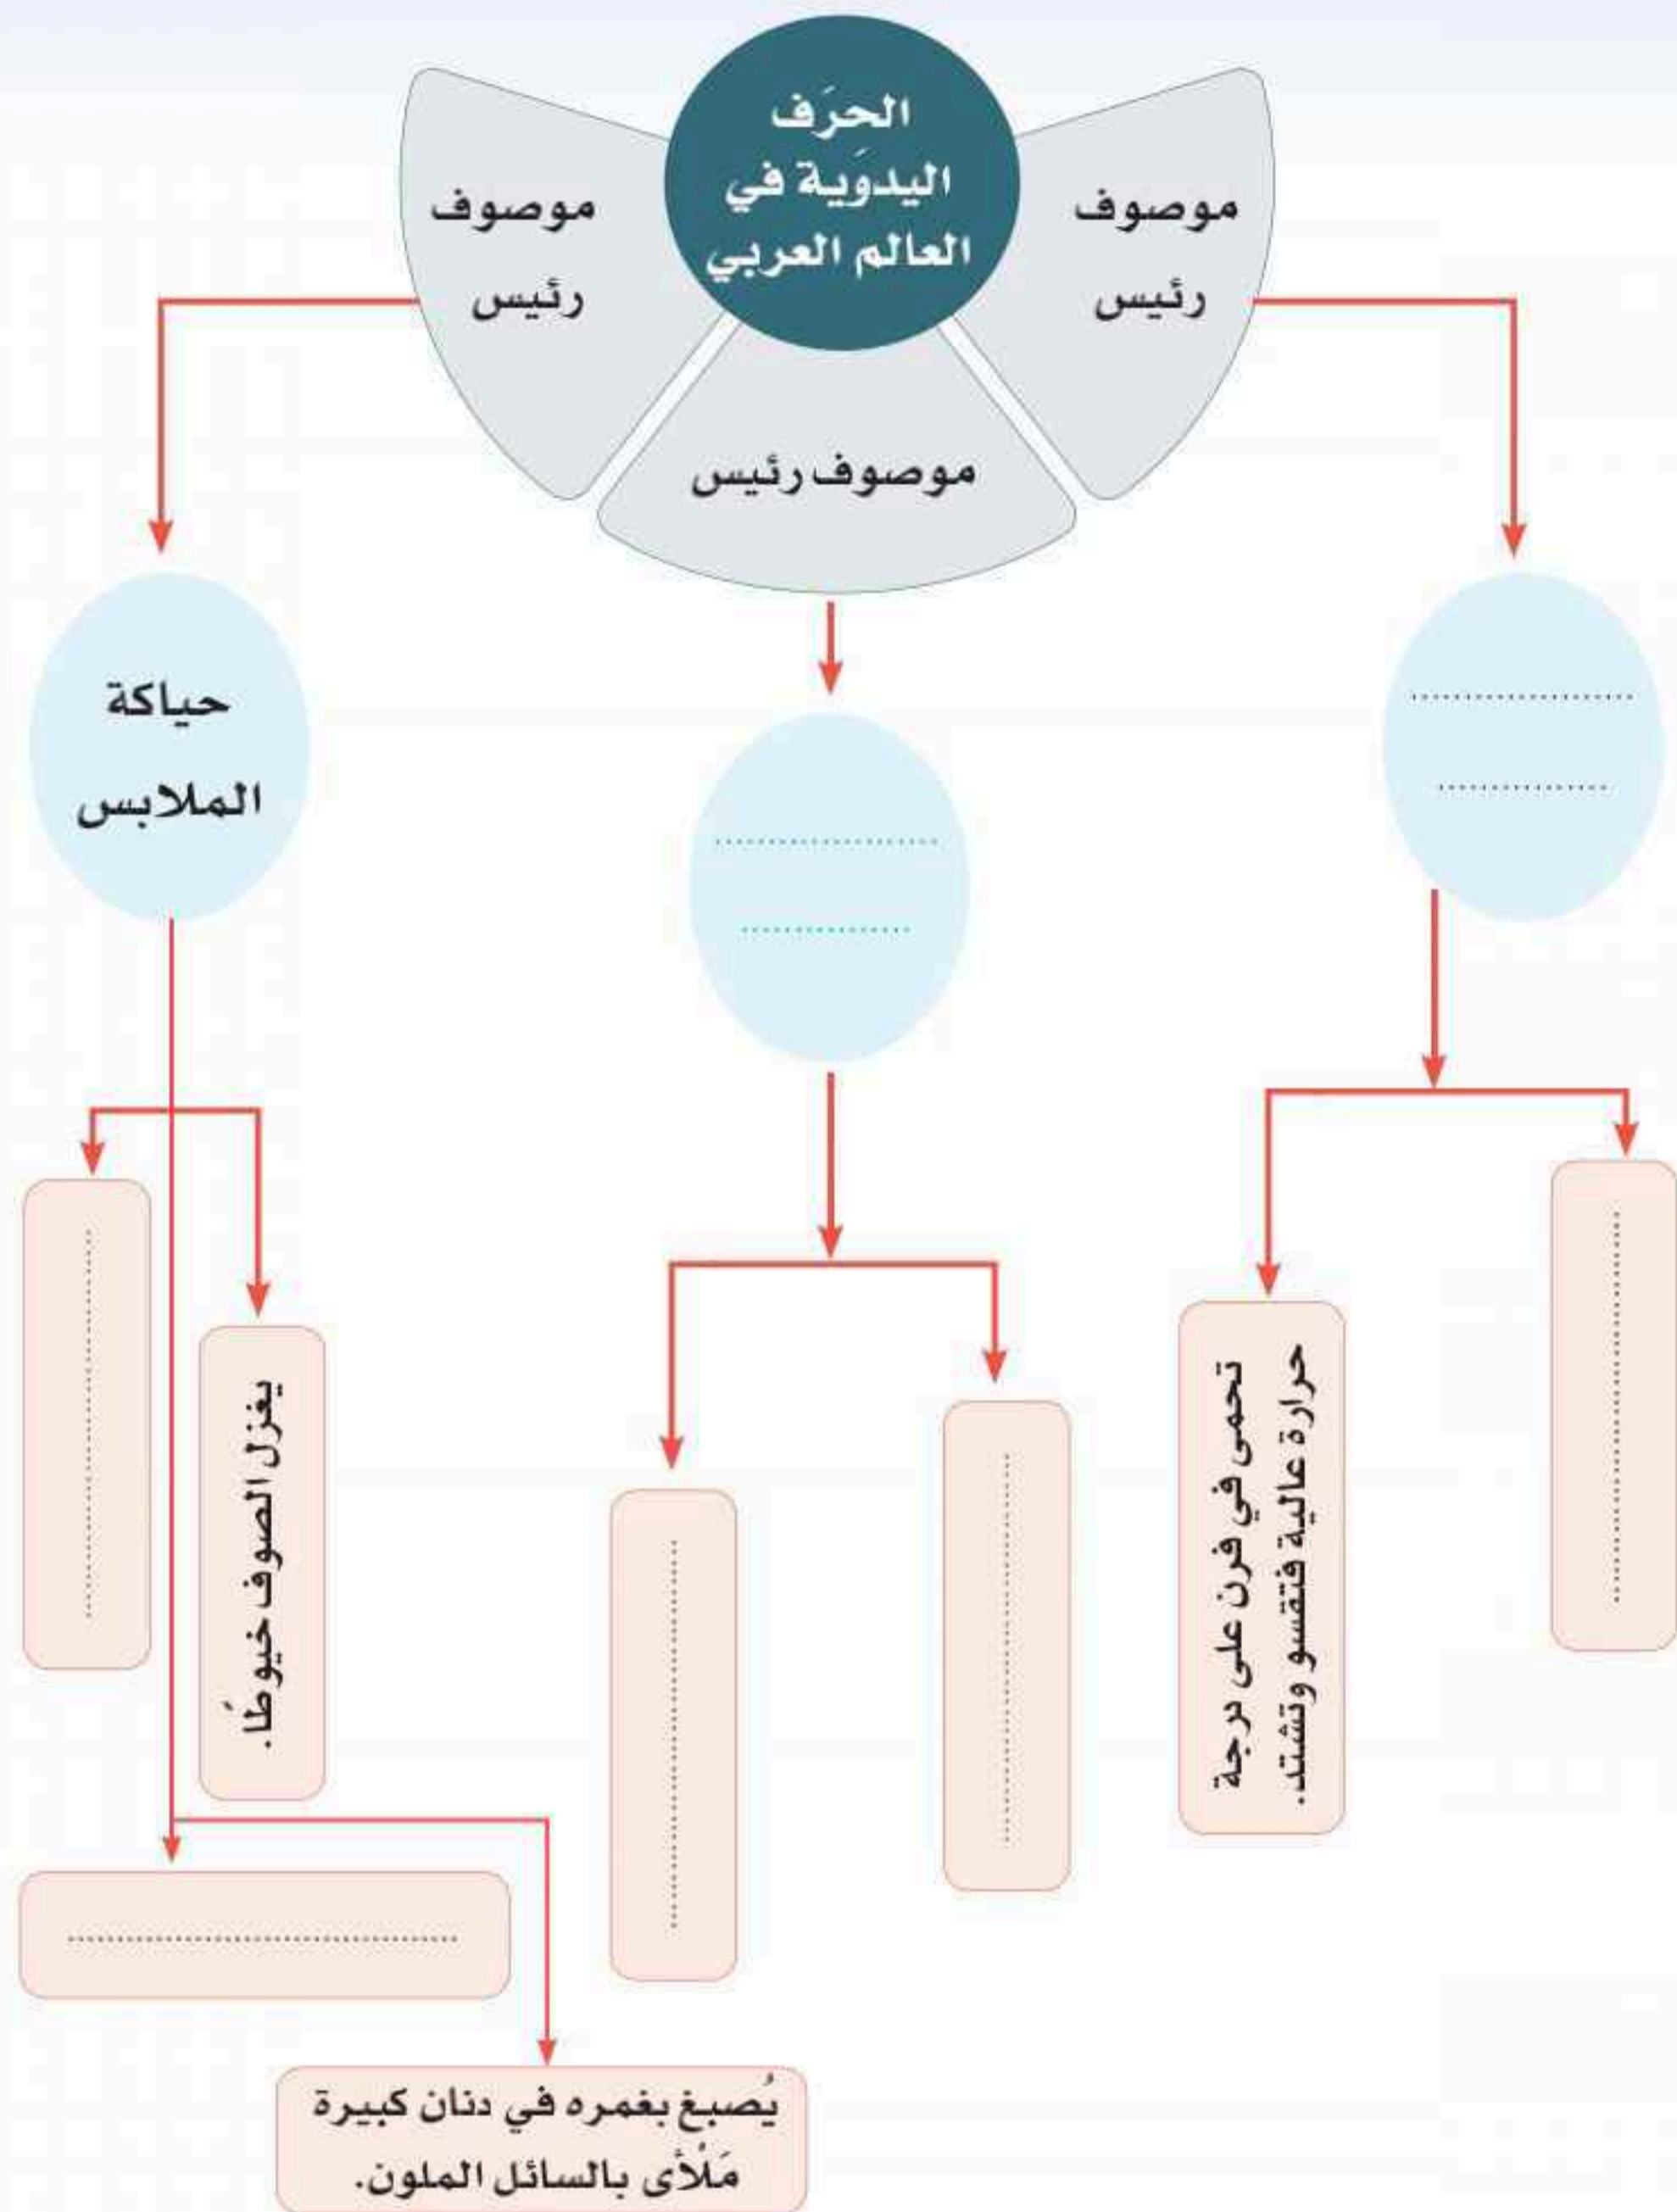 الحرَف
اليدوَية في
العالم العربي
موصوف
رئيس
موصوف رئيس
موصوف
رئيس
حياكة
الملابس
تحمى في فرن على درجة
حرارة عالية فتقسو وتشتد.
يغزل الصوف خيوطًا.
يُصبغ بغمره في دنان كبيرة
مَلْأى بالسائل الملون.